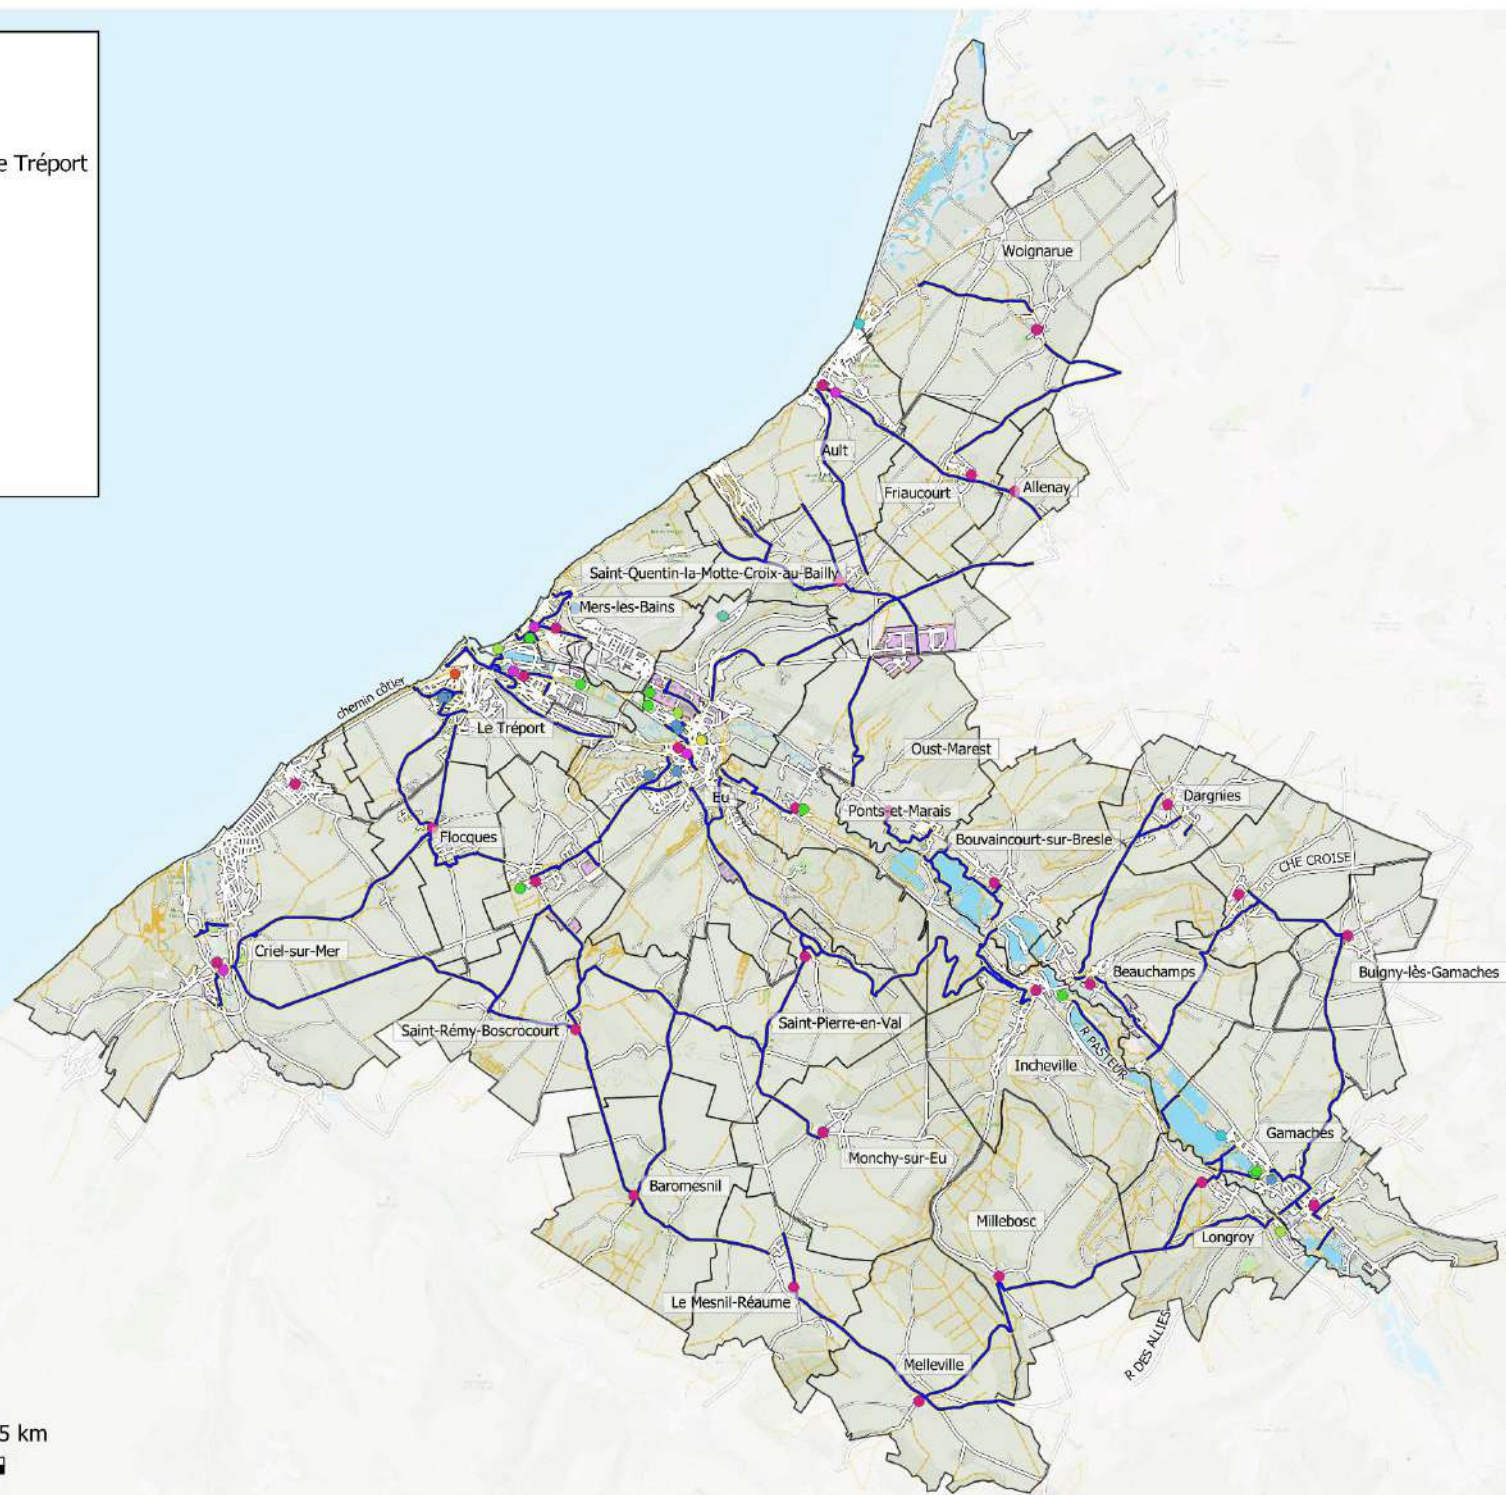 e Tréport
Woignarue
Ault
Friaucourt
Allenay
Saint-Quentin-la-Motte-Croix-au-Bailly
Mers-les-Bains
chemin côtier
Le Tréport
Oust-Marest
Eu
Ponts-et-Marais
Dargnies
Flocques
Bouvaincourt-sur-Bresle
CHE CROISE
Criel-sur-Mer
Beauchamps
Buigny-lès-Gamaches
Saint-Rémy-Boscrocourt
Saint-Pierre-en-Val
Incheville
R PASTEUR
Gamaches
Monchy-sur-Eu
Baromesnil
Millebosc
Longroy
Le Mesnil-Réaume
Melleville
R DES ALLIES
5 km